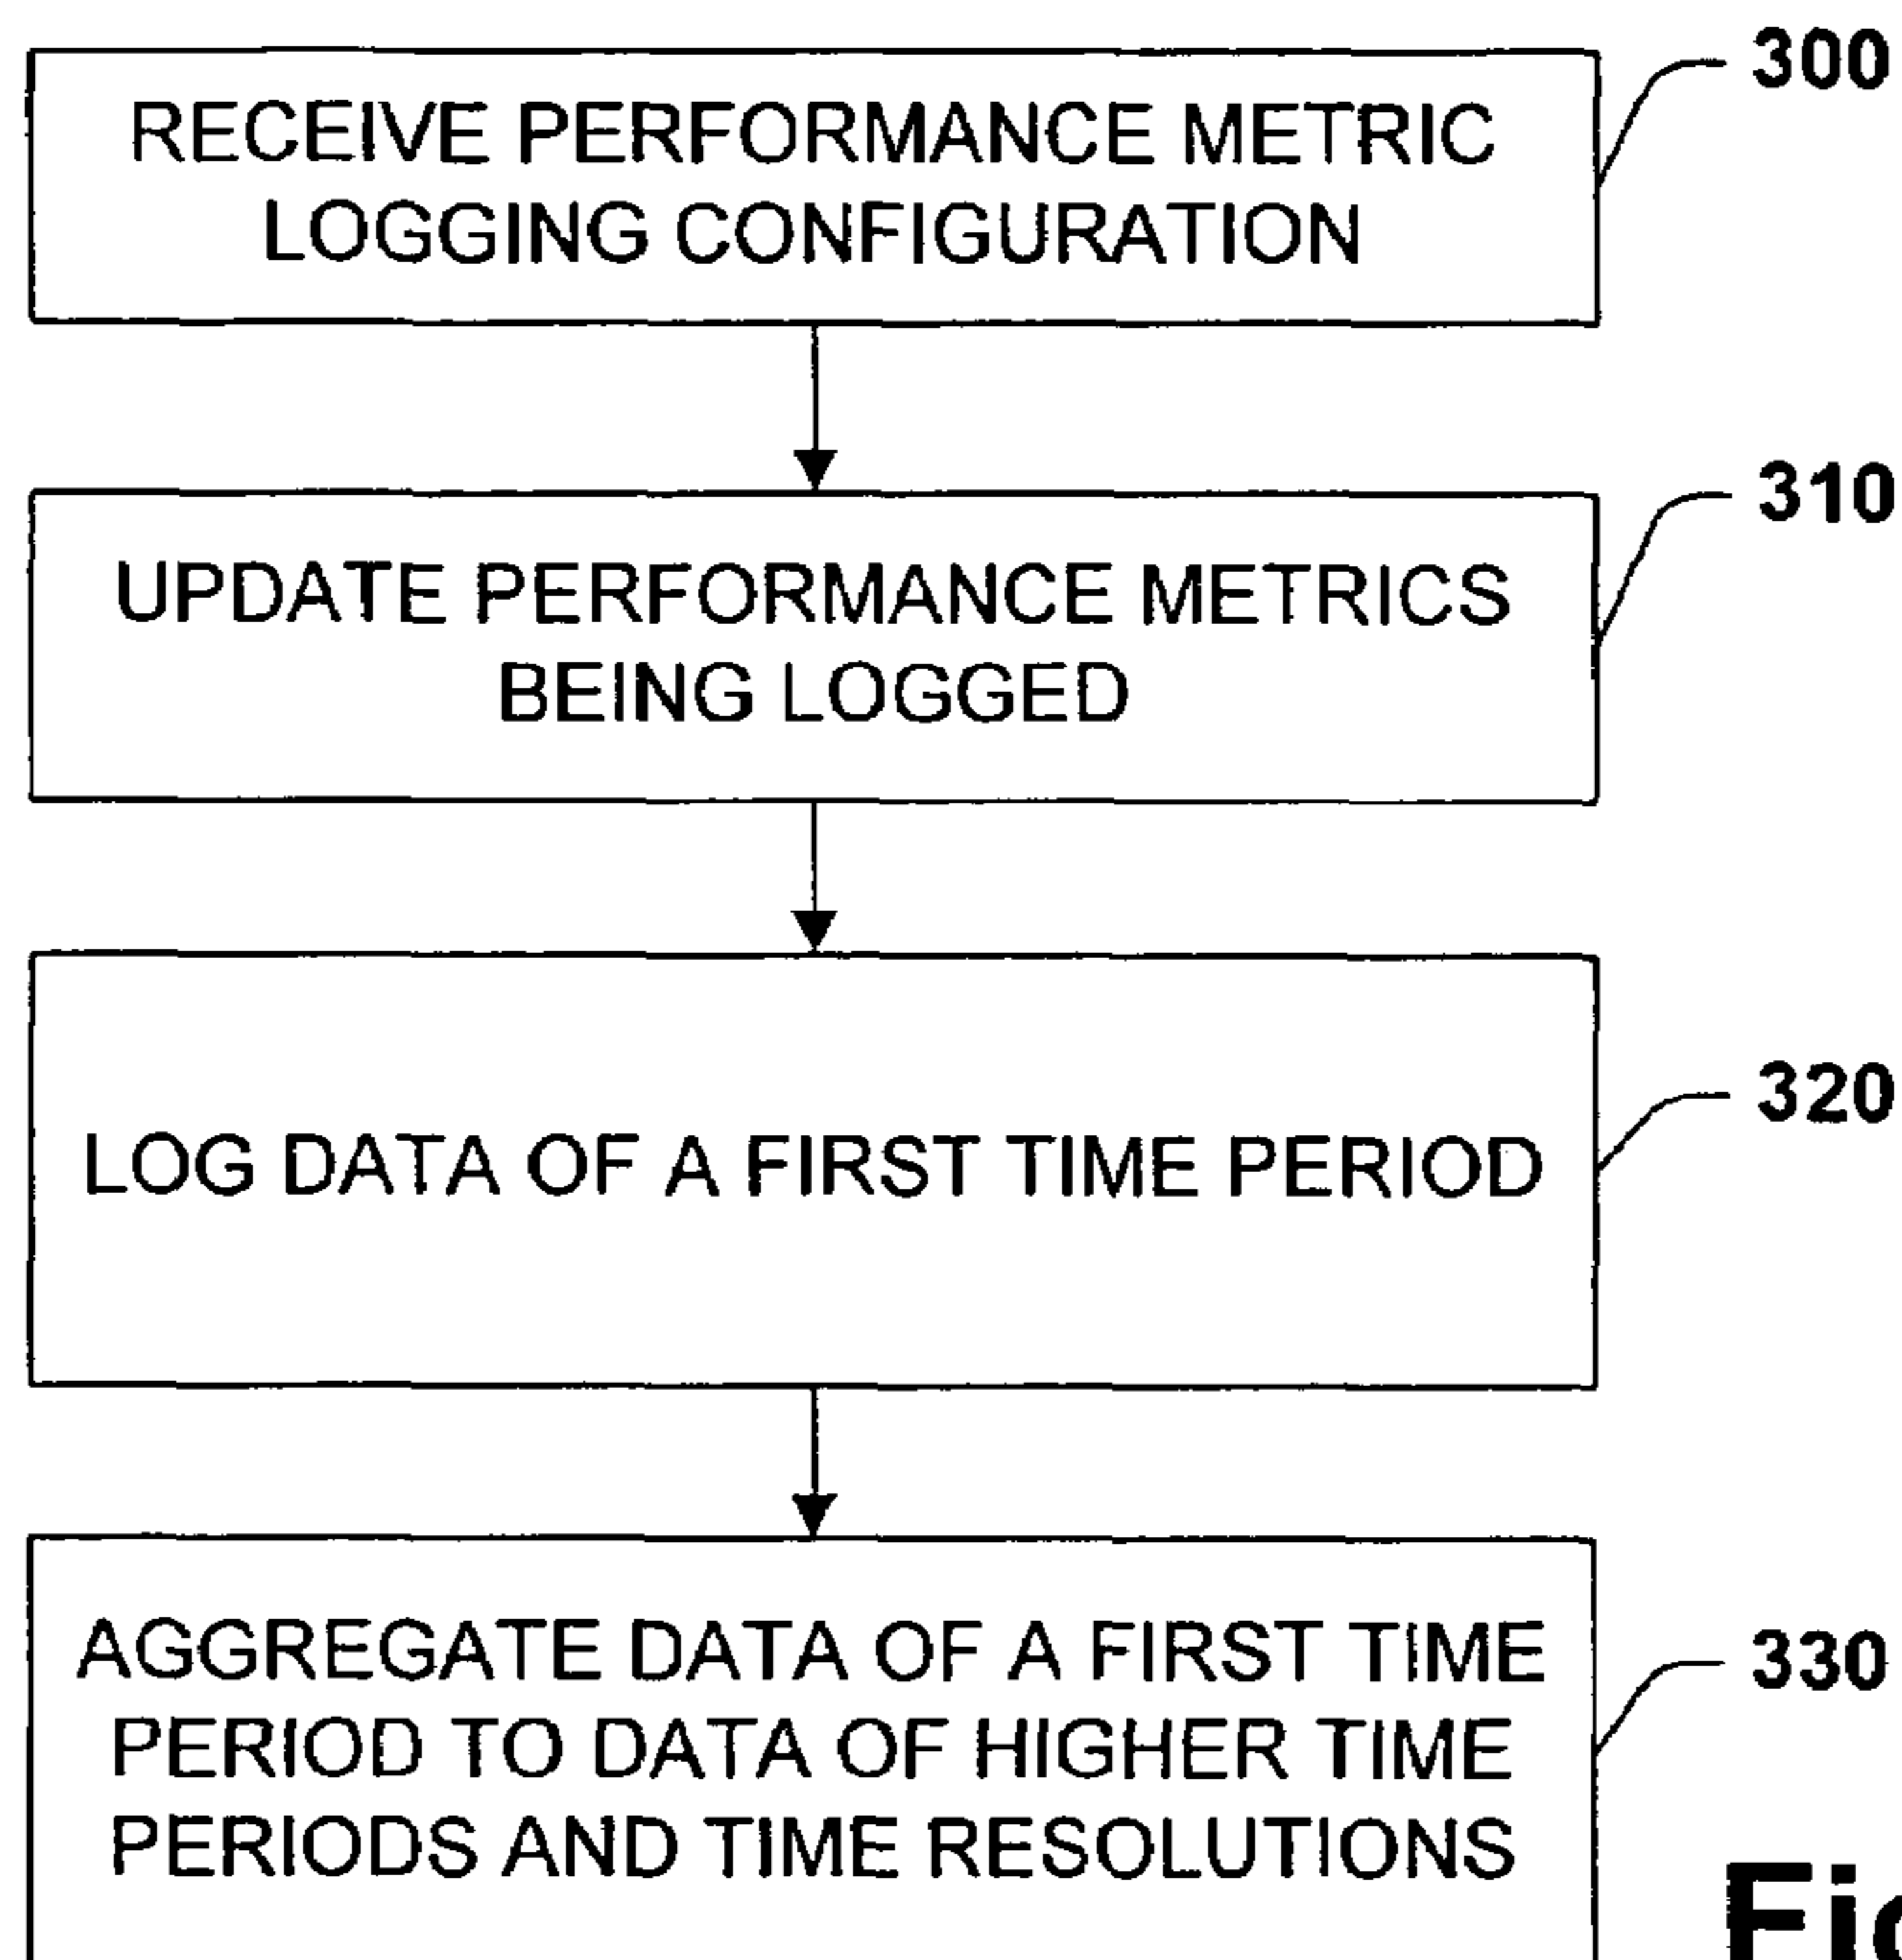 300
RECEIVE PERFORMANCE METRIC
LOGGING CONFIGURATION
310
UPDATE PERFORMANCE METRICS
BEING LOGGED
320
LOG DATA OF A FIRST TIME PERIOD
330
AGGREGATE DATA OF A FIRST TIME
PERIOD TO DATA OF HIGHER TIME
PERIODS AND TIME RESOLUTIONS